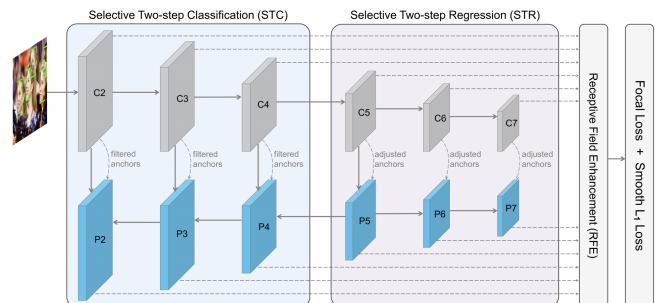 Selective Two-step Classification (STC)
Selective Two-step Regression (STR)
C2
C3
C4
C5
C6
C7
filtered
anchors
filtered
anchors
filtered
anchors
adjusted
anchors
adjusted
anchors
adjusted
anchors
P2
P3
P4
P5
P6
P7
Receptive Field Enhancement (RFE)
Focal Loss + Smooth L₁ Loss